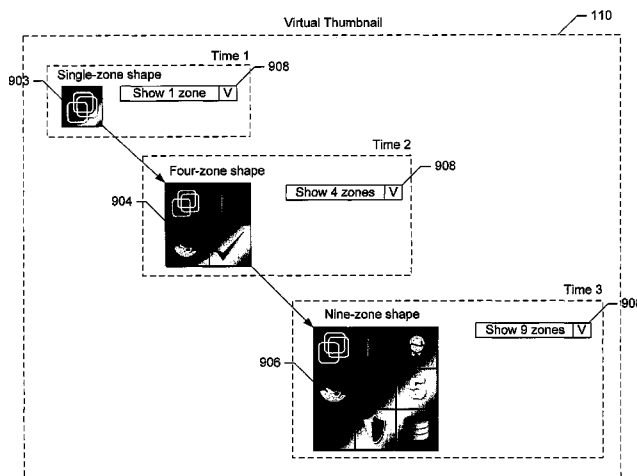 Virtual Thumbnail
110
Time 1
908
903
Single-zone shape
Show 1 zone V
Time 2
908
Four-zone shape
904
Show 4 zones V
Time 3
908
Nine-zone shape
Show 9 zones V
906